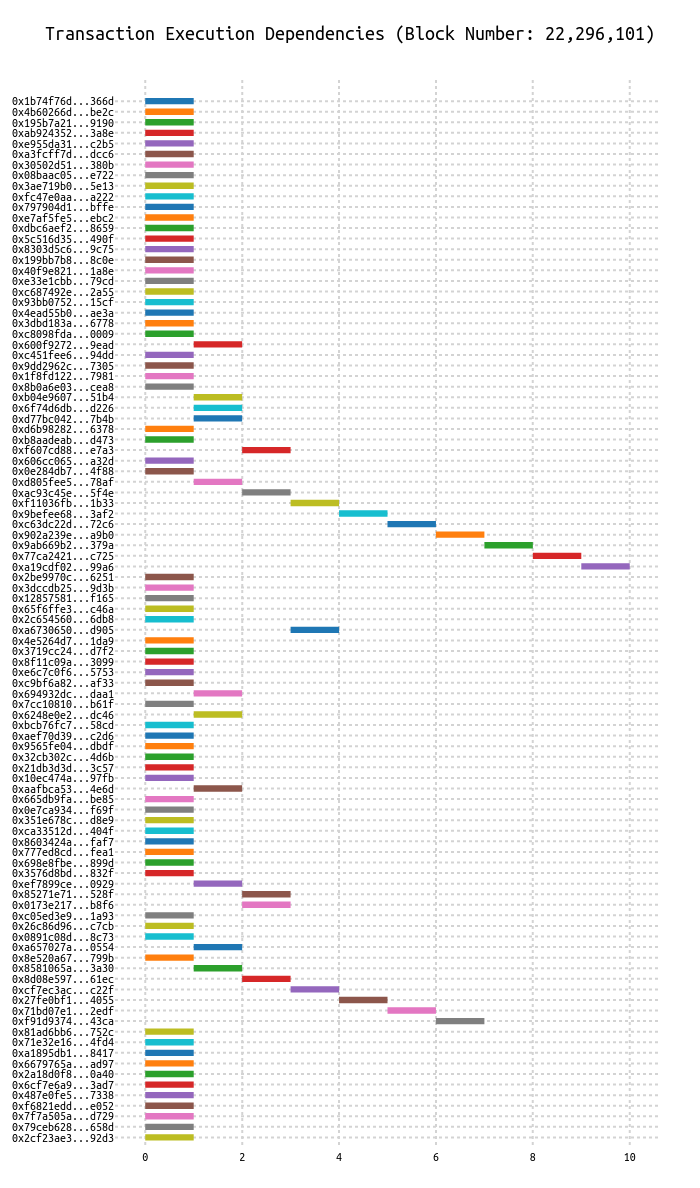 Transaction Execution Dependencies (Block Number: 22,296,101)
0x1b74f76d...366d
0x4b60266d...be2c
0x195b7a21...9190
0xab924352...3a8e
0xe955da31...c2b5
0xa3fcff7d...dcc6
0x30502d51...380b
0x08baac05...e722
0x3ae719b0...5e13
0xfc47e0aa...a222
0x797904d1...bffe
0xe7af5fe5...ebc2
0xdbc6aef2...8659
0x5c516d35...490f
0x8303d5c6...9c75
0x199bb7b8...8c0e
0x40f9e821...1a8e
0xe33e1cbb...79cd
0xc687492e...2a55
0x93bb0752...15cf
0x4ead55b0...ae3a
0x3dbd183a...6778
0xc8098fda...0009
0x600f9272...9ead
0xc451fee6...94dd
0x9dd2962c...7305
0x1f8fd122...7981
0x8b0a6e03...cea8
0xb04e9607...51b4
0x6f74d6db...d226
0xd77bc042...7b4b
0xd6b98282...6378
0xb8aadeab...d473
0xf607cd88...e7a3
0x606cc065...a32d
0x0e284db7...4f88
0xd805fee5...78af
0xac93c45e...5f4e
0xf11036fb...1b33
0x9befee68...3af2
0xc63dc22d...72c6
0x902a239e...a9b0
0x9ab669b2...379a
0x77ca2421...c725
0xa19cdf02...99a6
0x2be9970c...6251
0x3dccdb25...9d3b
0x12857581...f165
0x65f6ffe3...c46a
0x2c654560...6db8
0xa6730650...d905
0x4e5264d7...1da9
0x3719cc24...d7f2
0x8f11c09a...3099
0xe6c7c0f6...5753
0xc9bf6a82...af33
0x694932dc...daa1
0x7cc10810...b61f
0x6248e0e2...dc46
0xbcb76fc7...58cd
0xaef70d39...c2d6
0x9565fe04...dbdf
0x32cb302c...4d6b
0x21db3d3d...3c57
0x10ec474a...97fb
0xaafbca53...4e6d
0x665db9fa...be85
0x0e7ca934...f69f
0x351e678c...d8e9
0xca33512d...404f
0x8603424a...faf7
0x777ed8cd...fea1
0x698e8fbe...899d
0x3576d8bd...832f
0xef7899ce...0929
0x85271e71...528f
0x0173e217...b8f6
0xc05ed3e9...1a93
0x26c86d96...c7cb
0x0891c08d...8c73
0xa657027a...0554
0x8e520a67...799b
0x8581065a...3a30
0x8d08e597...61ec
0xcf7ec3ac...c22f
0x27fe0bf1...4055
0x71bd07e1...2edf
0xf91d9374...43ca
0x81ad6bb6...752c
0x71e32e16...4fd4
0xa1895db1...8417
0x6679765a...ad97
0x2a18d0f8...0a40
0x6cf7e6a9...3ad7
0x487e0fe5...7338
0xf6821edd...e052
0x7f7a505a...d729
0x79ceb628...658d
0x2cf23ae3...92d3
0 2 4 6 8 10